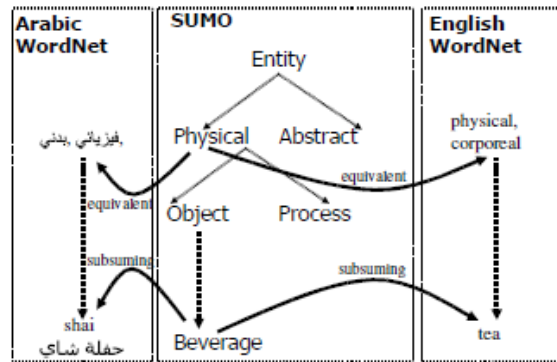 Arabic
WordNet
SUMO
English
WordNet
Entity
فيزيائي, بدني,
Physical
Abstract
physical,
corporeal
equivalent
equivalent
Object
Process
subsuming
subsuming
shai
حفلة شاي
Beverage
tea